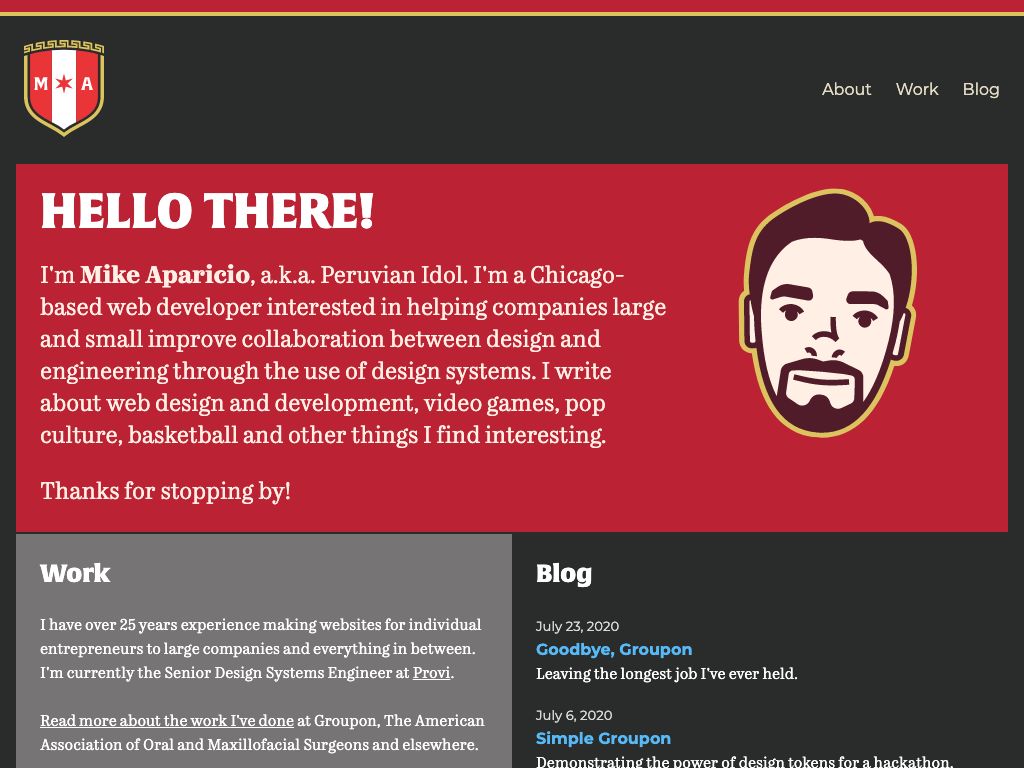 M A
About Work Blog
HELLO THERE!
I'm Mike Aparicio, a.k.a. Peruvian Idol. I'm a Chicago-
based web developer interested in helping companies large
and small improve collaboration between design and
engineering through the use of design systems. I write
about web design and development, video games, pop
culture, basketball and other things I find interesting.
Thanks for stopping by!
Work
I have over 25 years experience making websites for individual
entrepreneurs to large companies and everything in between.
I'm currently the Senior Design Systems Engineer at Provi.
Read more about the work I've done at Groupon, The American
Association of Oral and Maxillofacial Surgeons and elsewhere.
Blog
July 23, 2020
Goodbye, Groupon
Leaving the longest job I've ever held.
July 6, 2020
Simple Groupon
Demonstrating the power of design tokens for a hackathon.